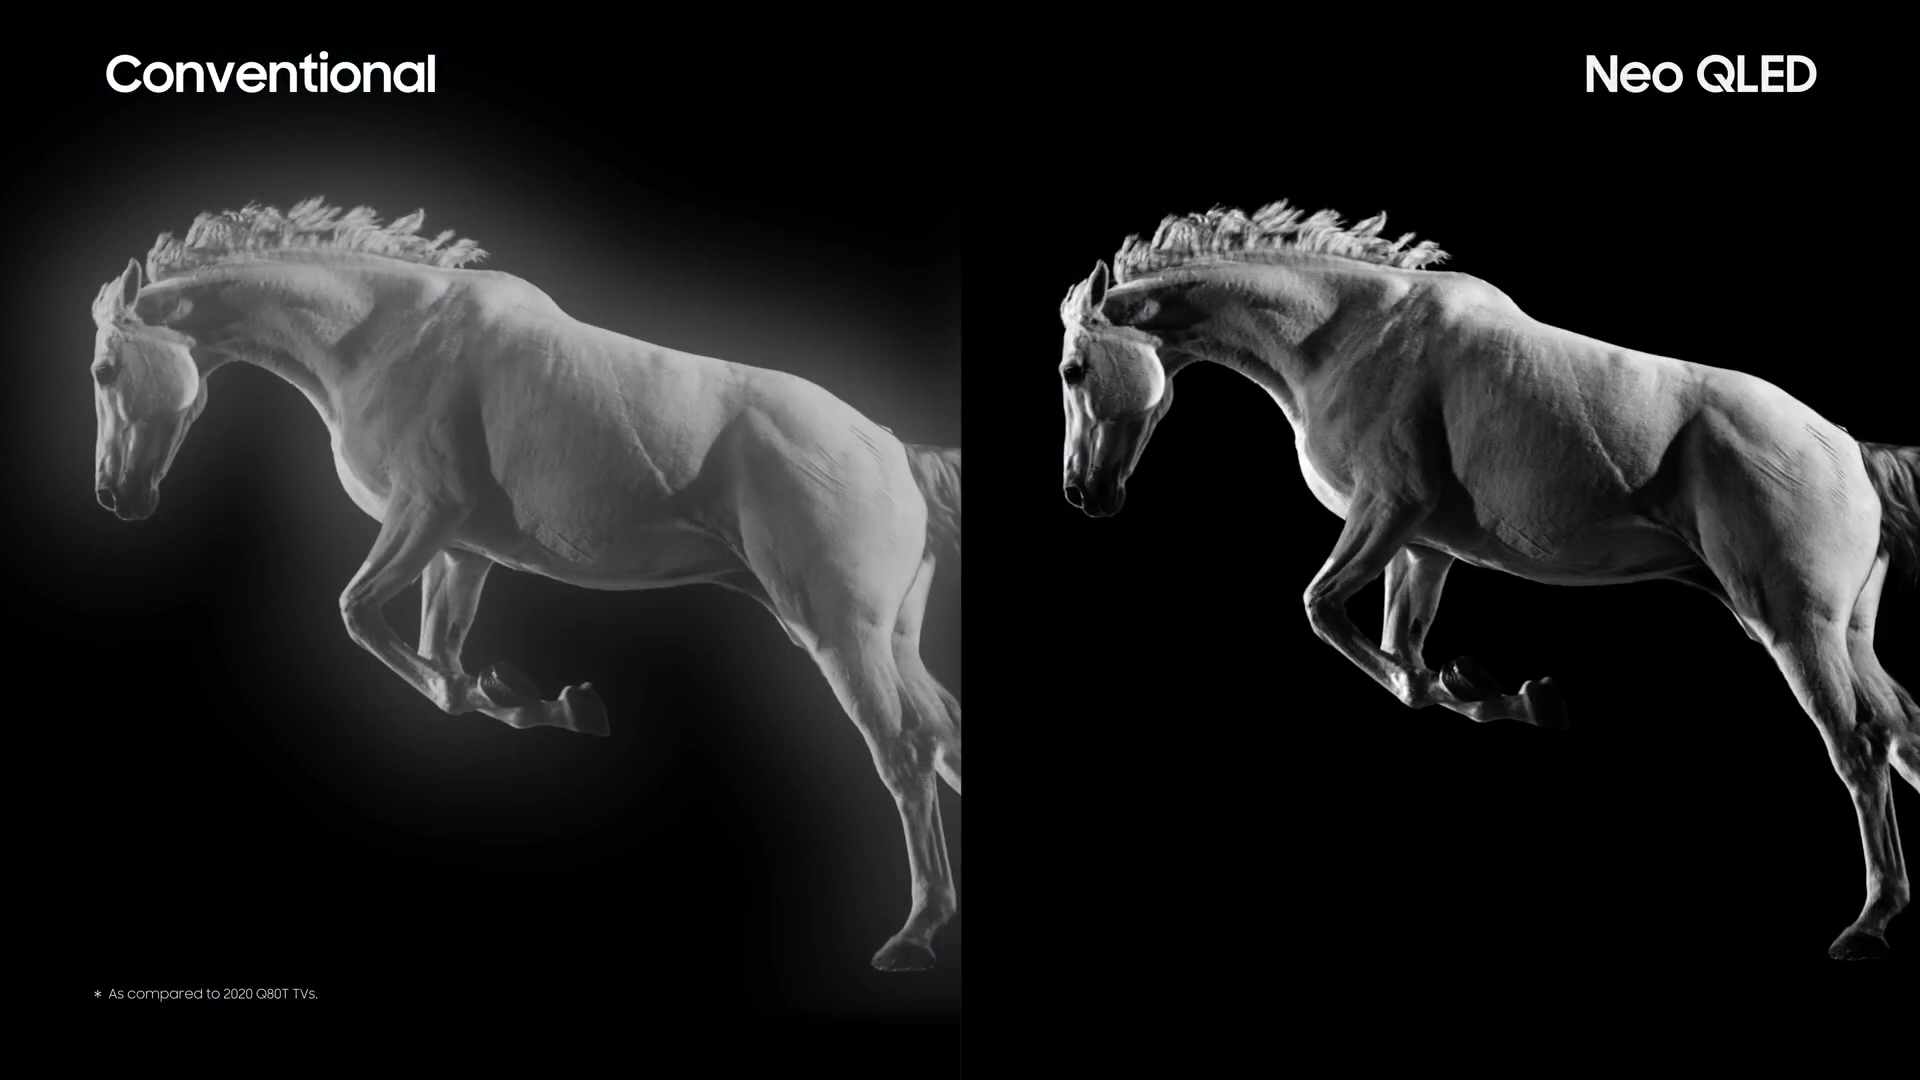 Conventional
Neo QLED
* As compared to 2020 Q80T TVs.